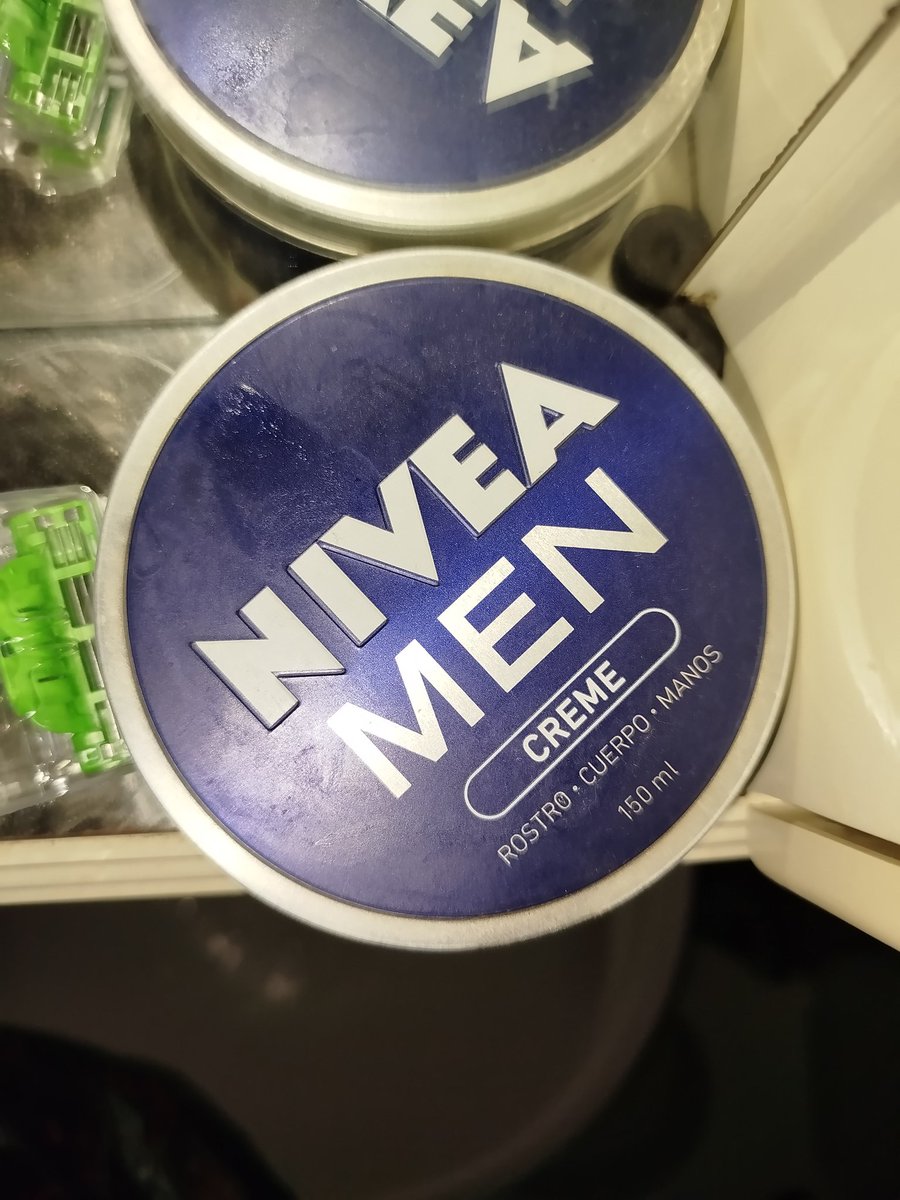 NIVEA
MEN
CREME
ROSTRO • CUERPO • MANOS
150 ml